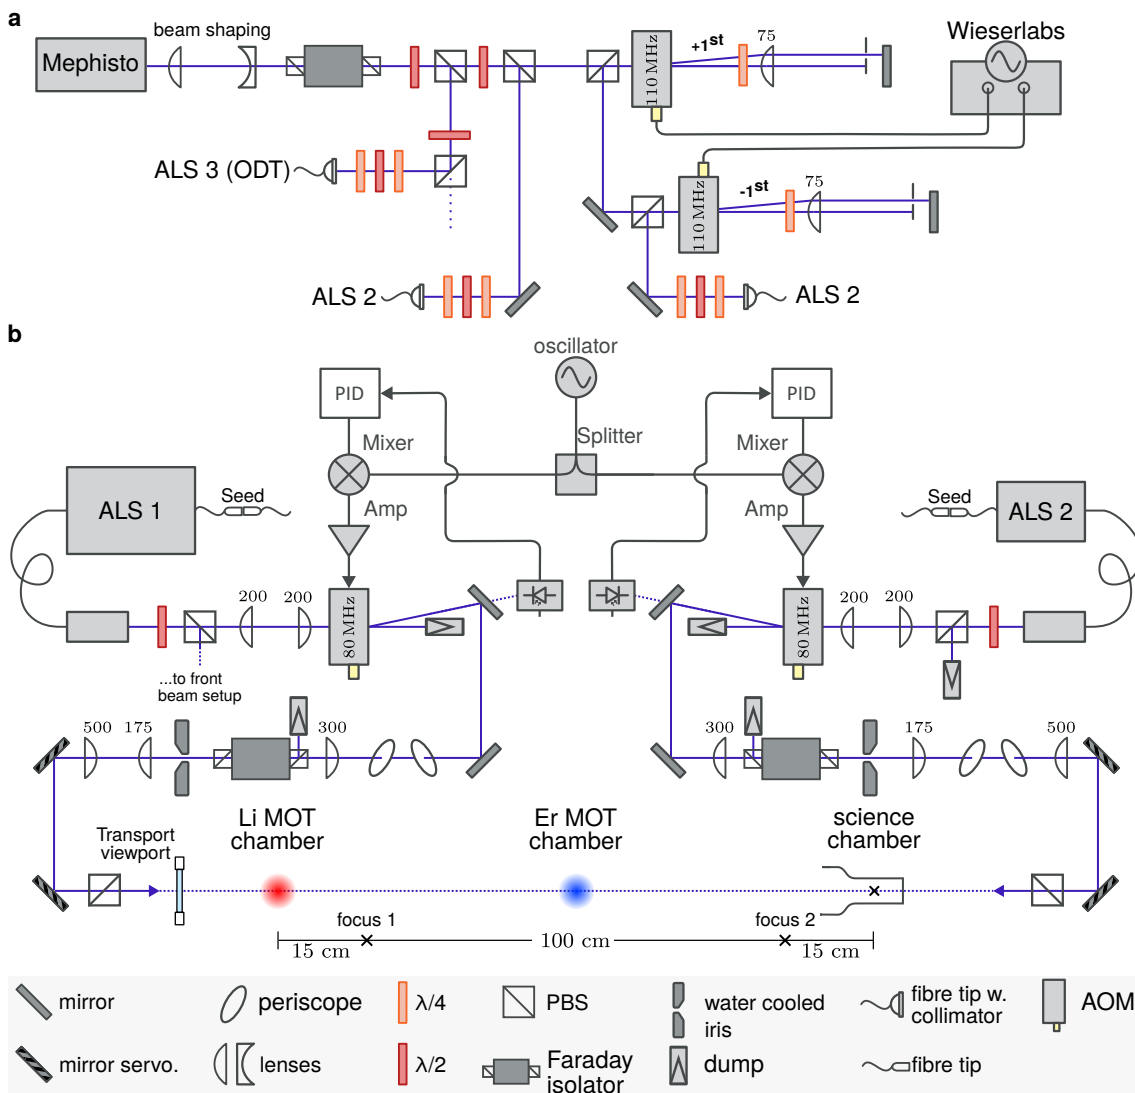 a
beam shaping
Mephisto
110 MHz
+1st
75
Wieserlabs
ALS 3 (ODT)
110 MHz
-1st
75
ALS 2
ALS 2
b
oscillator
PID
PID
Mixer
Splitter
Mixer
ALS 1
Seed
Amp
Amp
Seed
ALS 2
200
200
80 MHz
80 MHz
200
200
...to front
beam setup
500
175
300
300
175
500
Li MOT
chamber
Er MOT
chamber
science
chamber
Transport
viewport
focus 1
focus 2
15 cm
100 cm
15 cm
mirror
periscope
λ/4
PBS
water cooled
iris
fibre tip w.
collimator
AOM
mirror servo.
lenses
λ/2
Faraday
isolator
dump
fibre tip